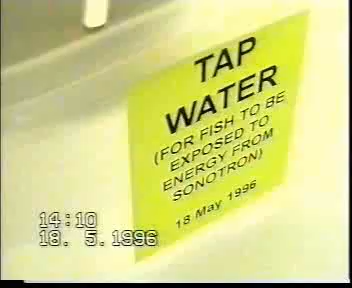 TAP
WATER
(FOR FISH TO BE
EXPOSED TO
ENERGY FROM
SONOTRON)
18 May 1996
14:10
18. 5.1996